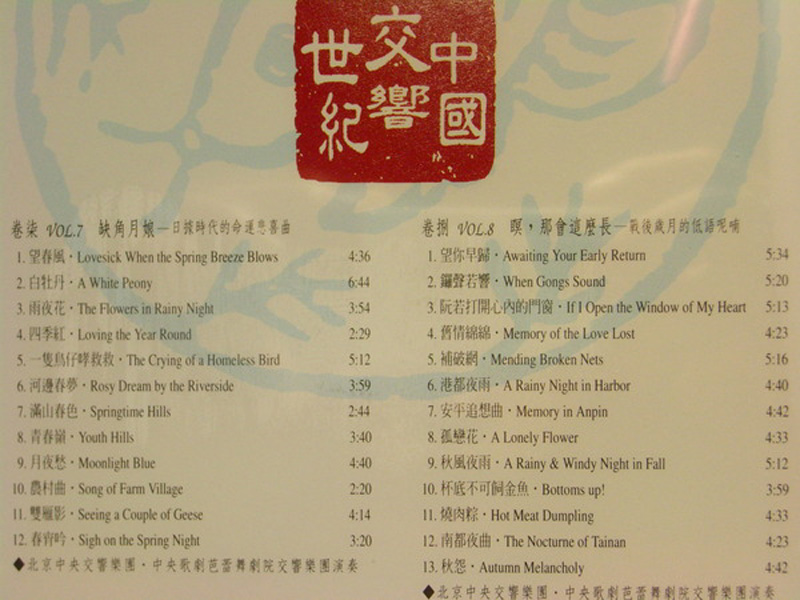 中國
交響
世紀
卷柒 VOL.7 缺角月娘—日據時代的命運悲喜曲
1. 望春風・Lovesick When the Spring Breeze Blows 4:36
2. 白牡丹・A White Peony 6:44
3. 雨夜花・The Flowers in Rainy Night 3:54
4. 四季紅・Loving the Year Round 2:29
5. 一隻鳥仔哮救救・The Crying of a Homeless Bird 5:12
6. 河邊春夢・Rosy Dream by the Riverside 3:59
7. 滿山春色・Springtime Hills 2:44
8. 青春嶺・Youth Hills 3:40
9. 月夜愁・Moonlight Blue 4:40
10. 農村曲・Song of Farm Village 2:20
11. 雙雁影・Seeing a Couple of Geese 4:14
12. 春宵吟・Sigh on the Spring Night 3:20
◆北京中央交響樂團・中央歌劇芭蕾舞劇院交響樂團演奏
卷捌 VOL.8 暝，那會這麼長—戰後歲月的低語呢喃
1. 望你早歸・Awaiting Your Early Return 5:34
2. 鑼聲若響・When Gongs Sound 5:20
3. 阮若打開心內的門窗・If I Open the Window of My Heart 5:13
4. 舊情綿綿・Memory of the Love Lost 4:23
5. 補破網・Mending Broken Nets 5:16
6. 港都夜雨・A Rainy Night in Harbor 4:40
7. 安平追想曲・Memory in Anpin 4:42
8. 孤戀花・A Lonely Flower 4:33
9. 秋風夜雨・A Rainy & Windy Night in Fall 5:12
10. 杯底不可飼金魚・Bottoms up! 3:59
11. 燒肉粽・Hot Meat Dumpling 4:33
12. 南都夜曲・The Nocturne of Tainan 4:23
13. 秋怨・Autumn Melancholy 4:42
◆北京中央交響樂團・中央歌劇芭蕾舞劇院交響樂團演奏